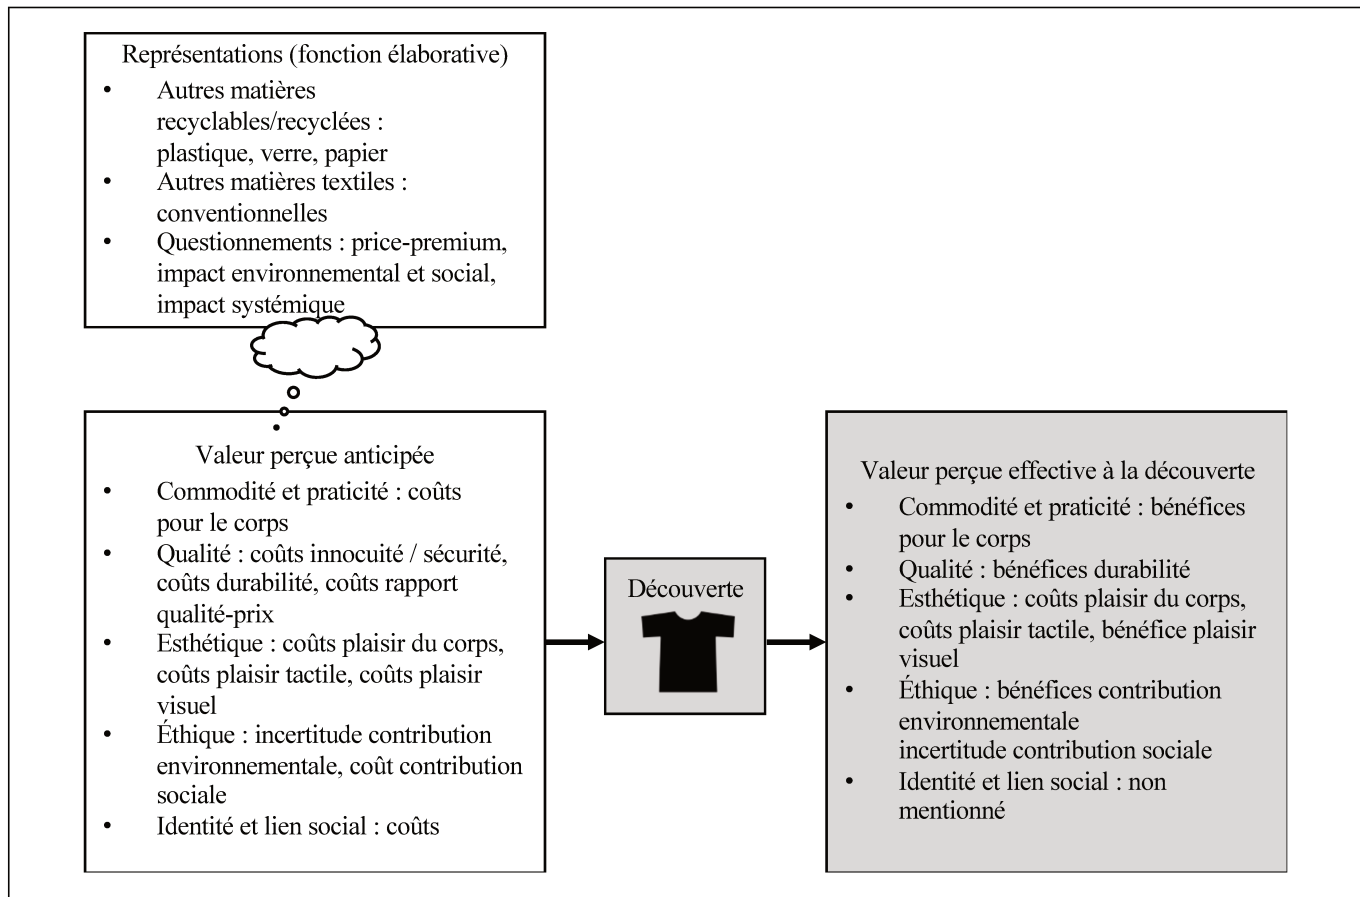 Représentations (fonction élaborative)
• Autres matières
recyclables/recyclées :
plastique, verre, papier
• Autres matières textiles :
conventionnelles
• Questionnements : price-premium,
impact environnemental et social,
impact systémique
Valeur perçue anticipée
• Commodité et praticité : coûts
pour le corps
• Qualité : coûts innocuité / sécurité,
coûts durabilité, coûts rapport
qualité-prix
• Esthétique : coûts plaisir du corps,
coûts plaisir tactile, coûts plaisir
visuel
• Éthique : incertitude contribution
environnementale, coût contribution
sociale
• Identité et lien social : coûts
Découverte
Valeur perçue effective à la découverte
• Commodité et praticité : bénéfices
pour le corps
• Qualité : bénéfices durabilité
• Esthétique : coûts plaisir du corps,
coûts plaisir tactile, bénéfice plaisir
visuel
• Éthique : bénéfices contribution
environnementale
incertitude contribution sociale
• Identité et lien social : non
mentionné